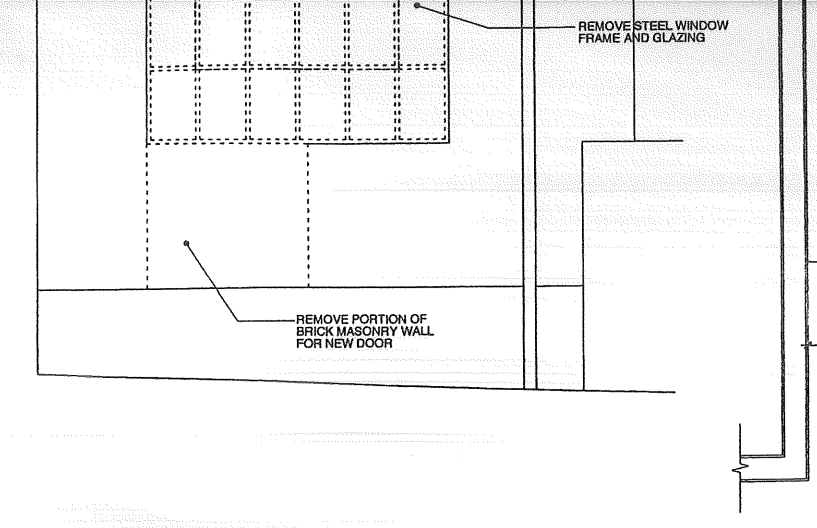 REMOVE STEEL WINDOW
FRAME AND GLAZING
REMOVE PORTION OF
BRICK MASONRY WALL
FOR NEW DOOR